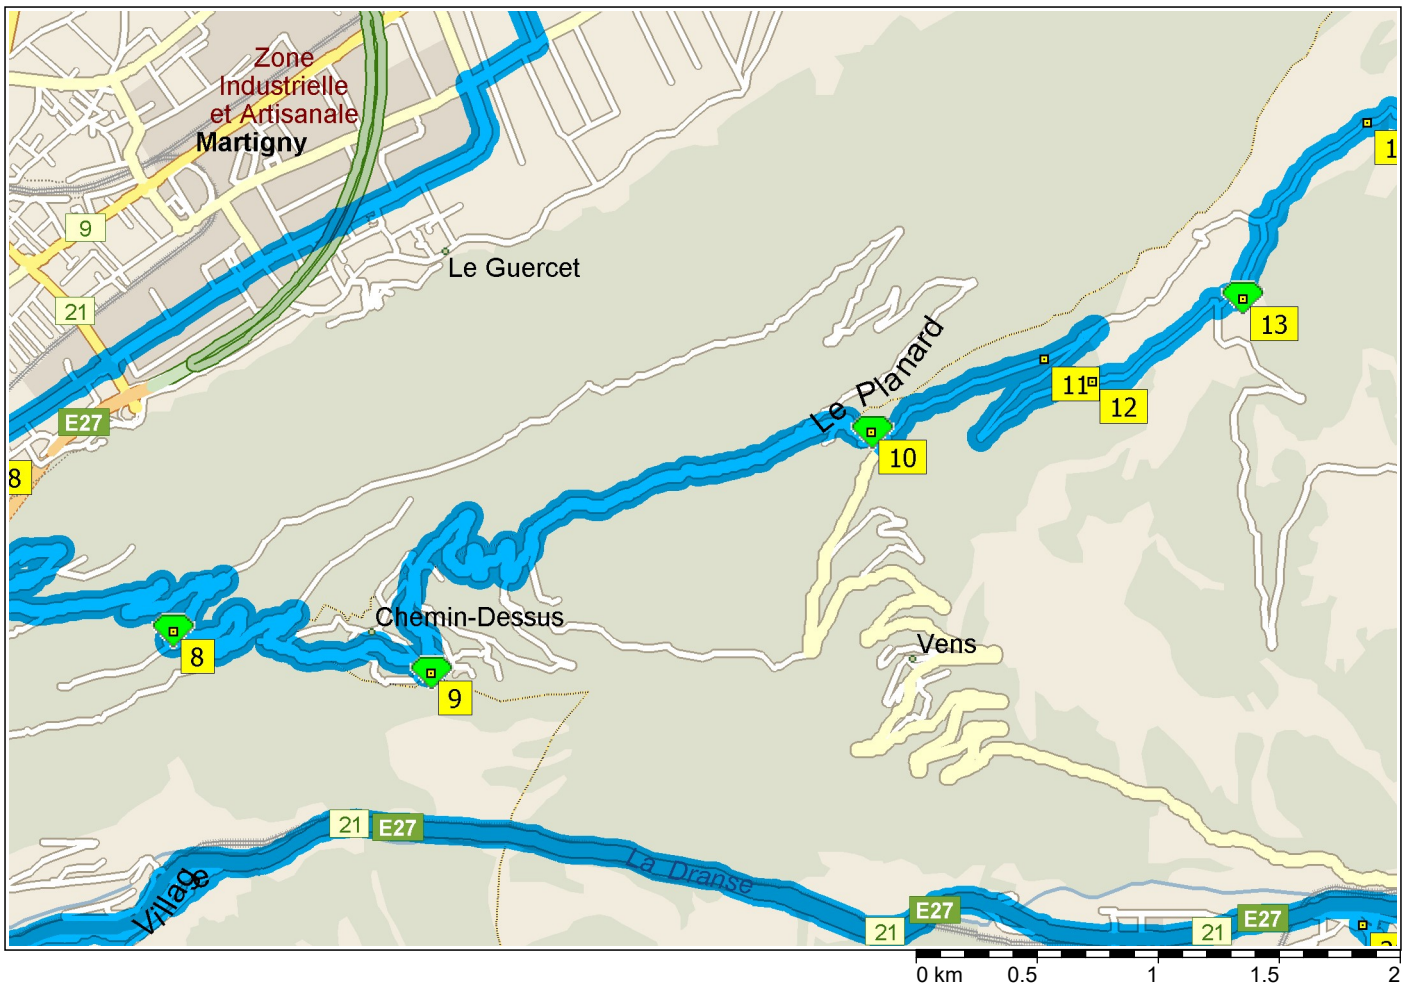 Zone
Industrielle
et Artisanale
Martigny
1
9
Le Guercet
21
13
Le Planard
11
12
E27
10
8
Chemin-Dessus
Vens
8
9
21 E27
La Dranse
Village
E27
E27
21
21
0 km 0.5 1 1.5 2